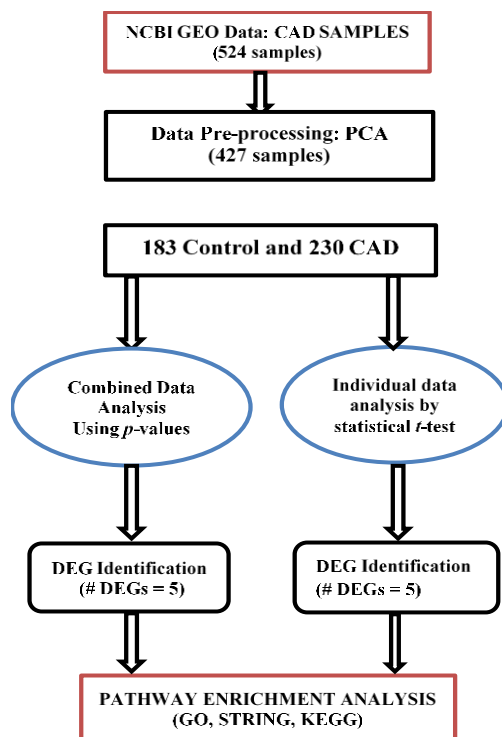 NCBI GEO Data: CAD SAMPLES
(524 samples)
Data Pre-processing: PCA
(427 samples)
183 Control and 230 CAD
Combined Data
Analysis
Using p-values
Individual data
analysis by
statistical t-test
DEG Identification
(# DEGs = 5)
DEG Identification
(# DEGs = 5)
PATHWAY ENRICHMENT ANALYSIS
(GO, STRING, KEGG)